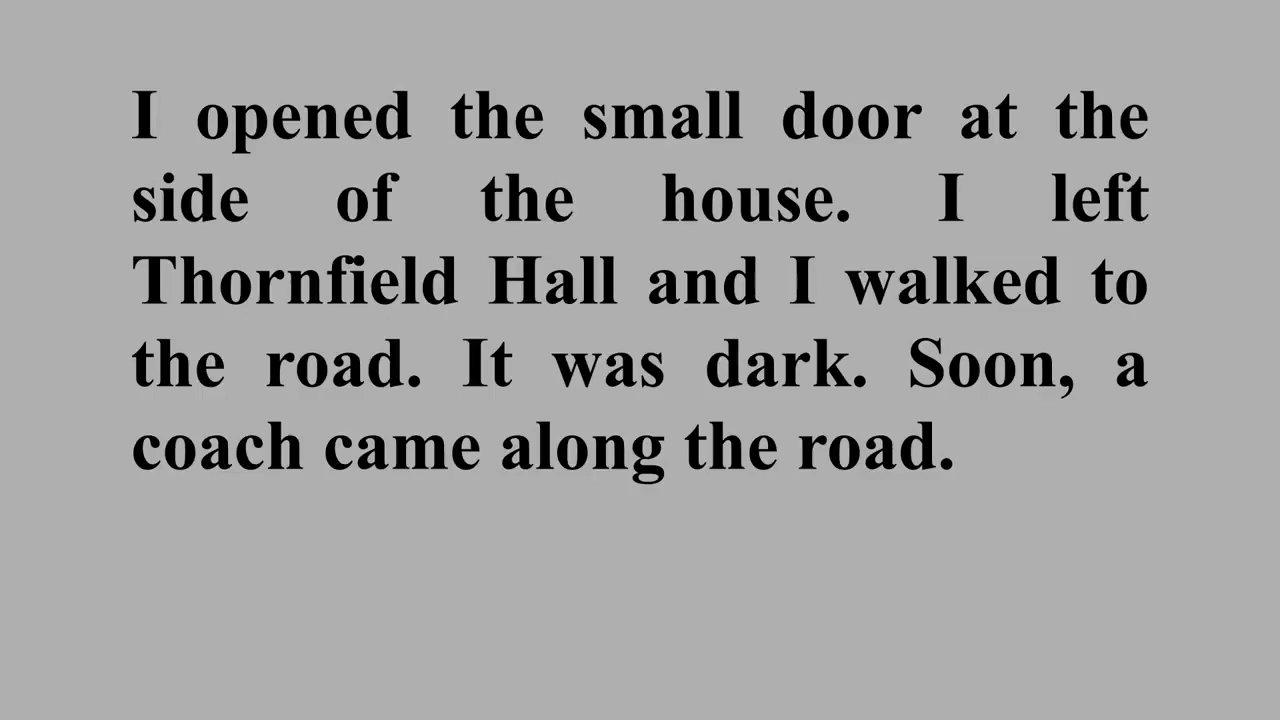 I opened the small door at the
side of the house. I left
Thornfield Hall and I walked to
the road. It was dark. Soon, a
coach came along the road.